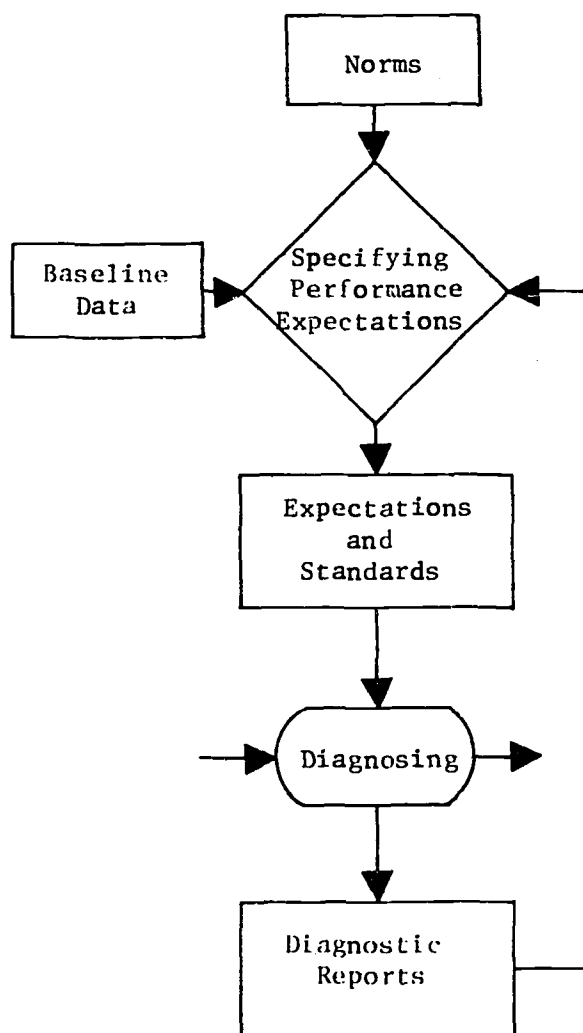 Norms
Specifying
Performance
Expectations
Baseline
Data
Expectations
and
Standards
Diagnosing
Diagnostic
Reports